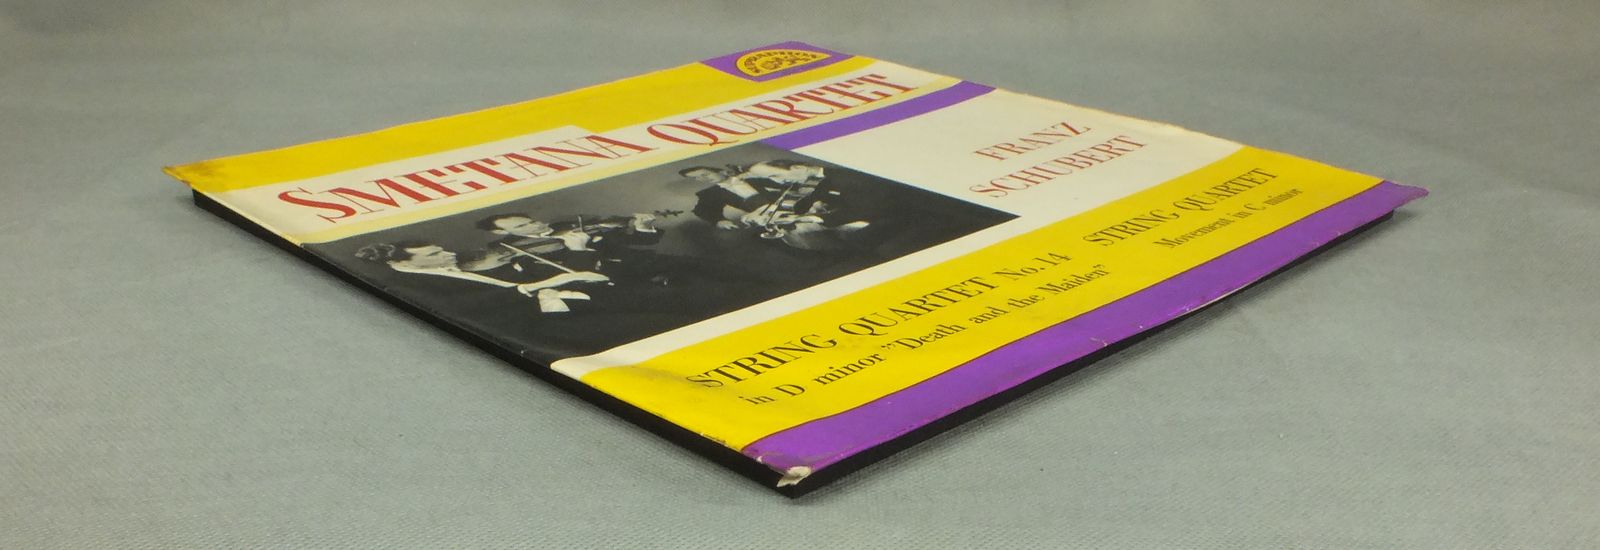 SUPRAPHON
SMETANA QUARTET
FRANZ
SCHUBERT
STRING QUARTET No. 14
in D minor "Death and the Maiden"
STRING QUARTET
Movement in C minor